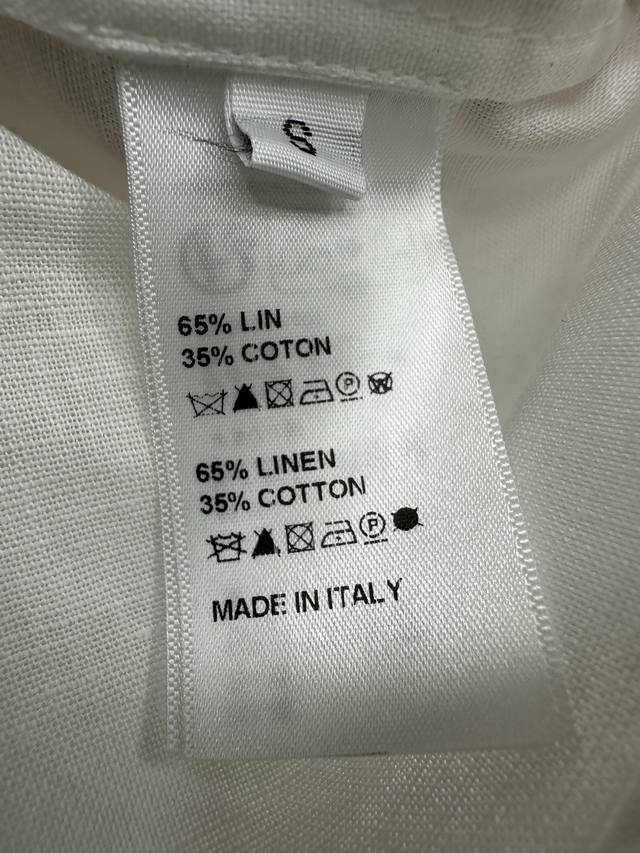 65% LIN
35% COTON
65% LINEN
35% COTTON
MADE IN ITALY